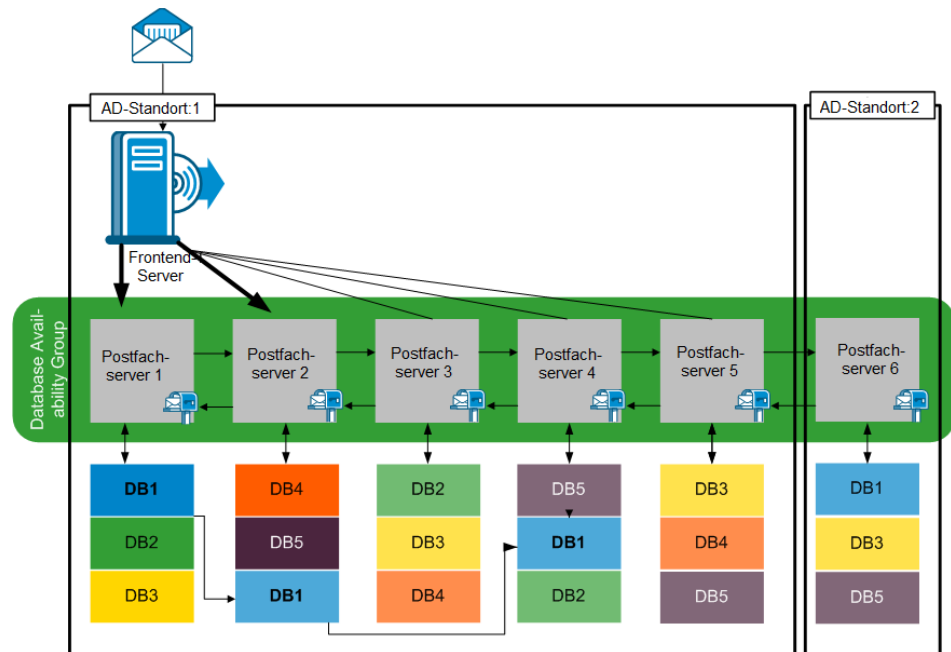 AD-Standort:1
AD-Standort:2
Frontend-
Server
Database Avail-
ability Group
Postfach-
server 1
Postfach-
server 2
Postfach-
server 3
Postfach-
server 4
Postfach-
server 5
Postfach-
server 6
DB1
DB4
DB2
DB5
DB3
DB1
DB2
DB5
DB3
DB1
DB4
DB3
DB3
DB1
DB4
DB2
DB5
DB5